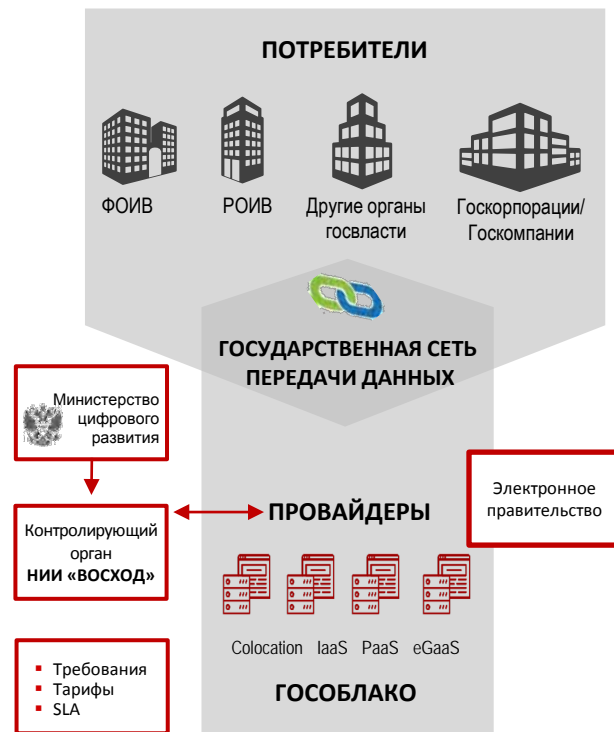 ПОТРЕБИТЕЛИ
ФОИВ
РОИВ
Другие органы
госвласти
Госкорпорации/
Госкомпании
ГОСУДАРСТВЕННАЯ СЕТЬ
ПЕРЕДАЧИ ДАННЫХ
Министерство
цифрового
развития
Контролирующий
орган
НИИ «ВОСХОД»
ПРОВАЙДЕРЫ
Электронное
правительство
Colocation IaaS PaaS eGaaS
ГОСОБЛАКО
Требования
Тарифы
SLA